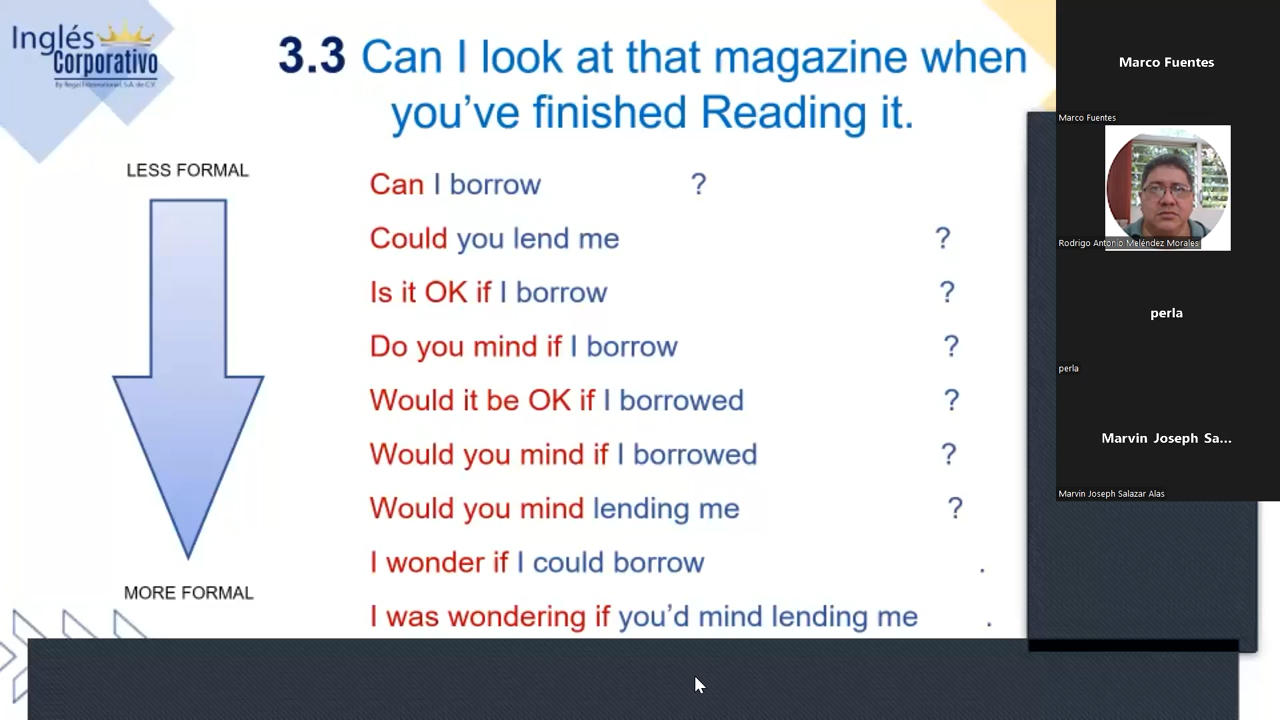 Inglés
Corporativo
By Regal International, S.A. de C.V.
3.3 Can I look at that magazine when
you've finished Reading it.
LESS FORMAL
MORE FORMAL
Can I borrow ?
Could you lend me ?
Is it OK if I borrow ?
Do you mind if I borrow ?
Would it be OK if I borrowed ?
Would you mind if I borrowed ?
Would you mind lending me ?
I wonder if I could borrow .
I was wondering if you'd mind lending me .
Marco Fuentes
Marco Fuentes
Rodrigo Antonio Meléndez Morales
perla
perla
Marvin Joseph Sa...
Marvin Joseph Salazar Alas